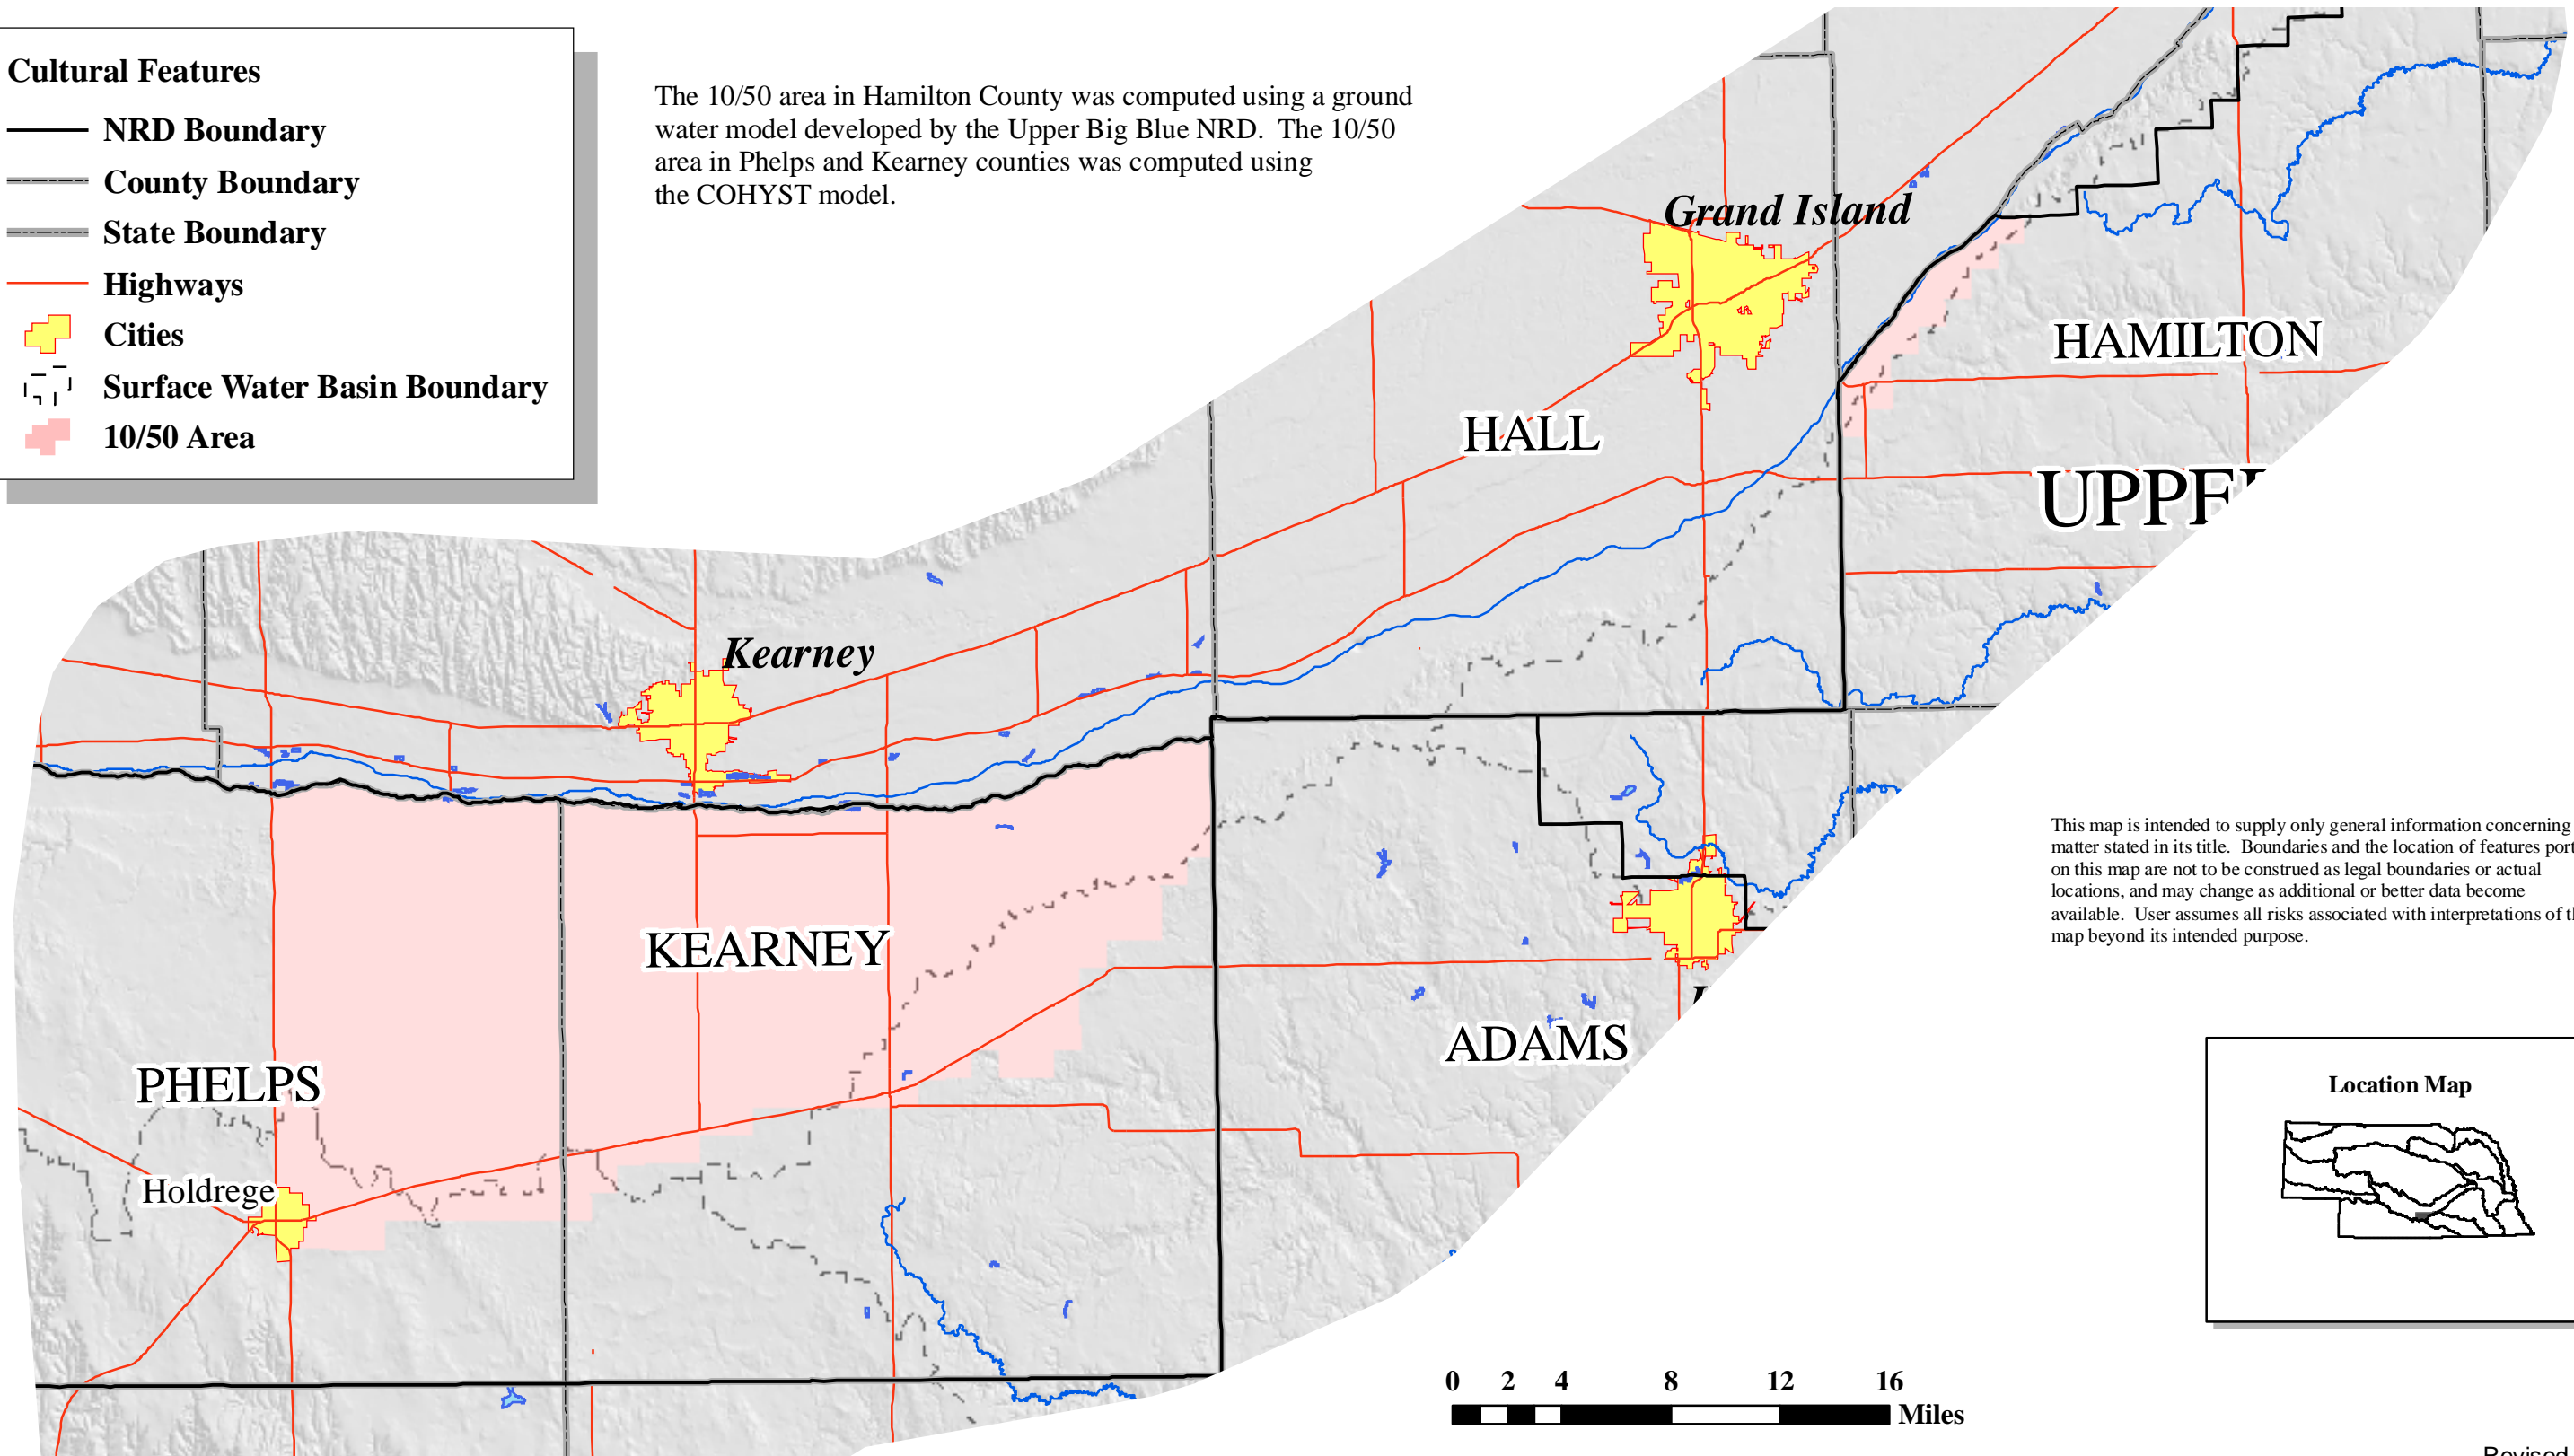 Cultural Features
NRD Boundary
County Boundary
State Boundary
Highways
Cities
Surface Water Basin Boundary
10/50 Area
The 10/50 area in Hamilton County was computed using a ground
water model developed by the Upper Big Blue NRD.  The 10/50
area in Phelps and Kearney counties was computed using
the COHYST model.
Grand Island
HAMILTON
HALL
UPPE
Kearney
KEARNEY
PHELPS
Holdrege
ADAMS
This map is intended to supply only general information concerning
matter stated in its title.  Boundaries and the location of features port
on this map are not to be construed as legal boundaries or actual
locations, and may change as additional or better data become
available.  User assumes all risks associated with interpretations of
map beyond its intended purpose.
Location Map
0 2 4 8 12 16
Miles
Revised